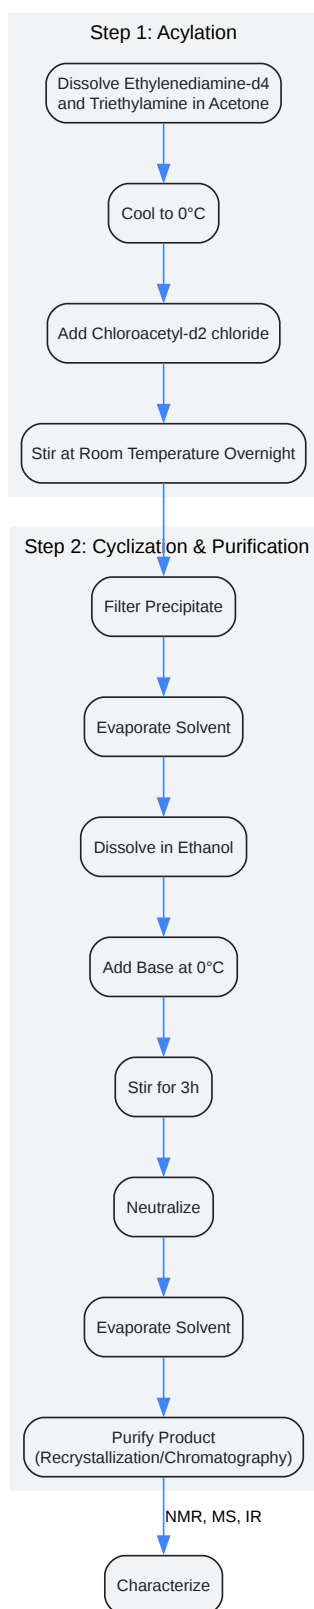 Step 1: Acylation
Dissolve Ethylenediamine-d4
and Triethylamine in Acetone
Cool to 0°C
Add Chloroacetyl-d2 chloride
Stir at Room Temperature Overnight
Step 2: Cyclization & Purification
Filter Precipitate
Evaporate Solvent
Dissolve in Ethanol
Add Base at 0°C
Stir for 3h
Neutralize
Evaporate Solvent
Purify Product
(Recrystallization/Chromatography)
NMR, MS, IR
Characterize